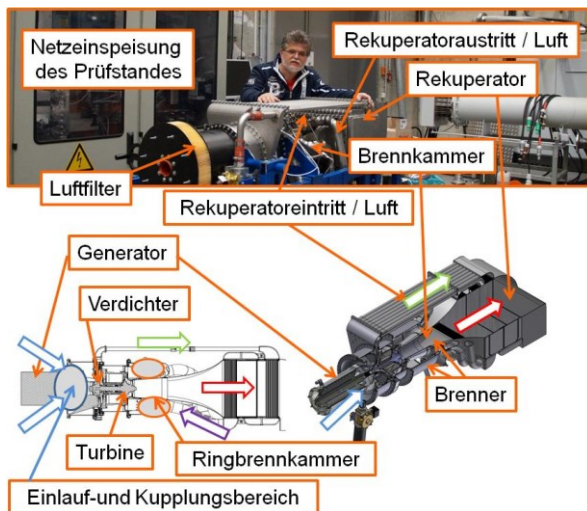 Netzeinspeisung
des Prüfstandes
Rekuperatoraustritt / Luft
Rekuperator
Brennkammer
Luftfilter
Rekuperatoreintritt / Luft
Generator
Verdichter
Brenner
Turbine
Ringbrennkammer
Einlauf-und Kupplungsbereich